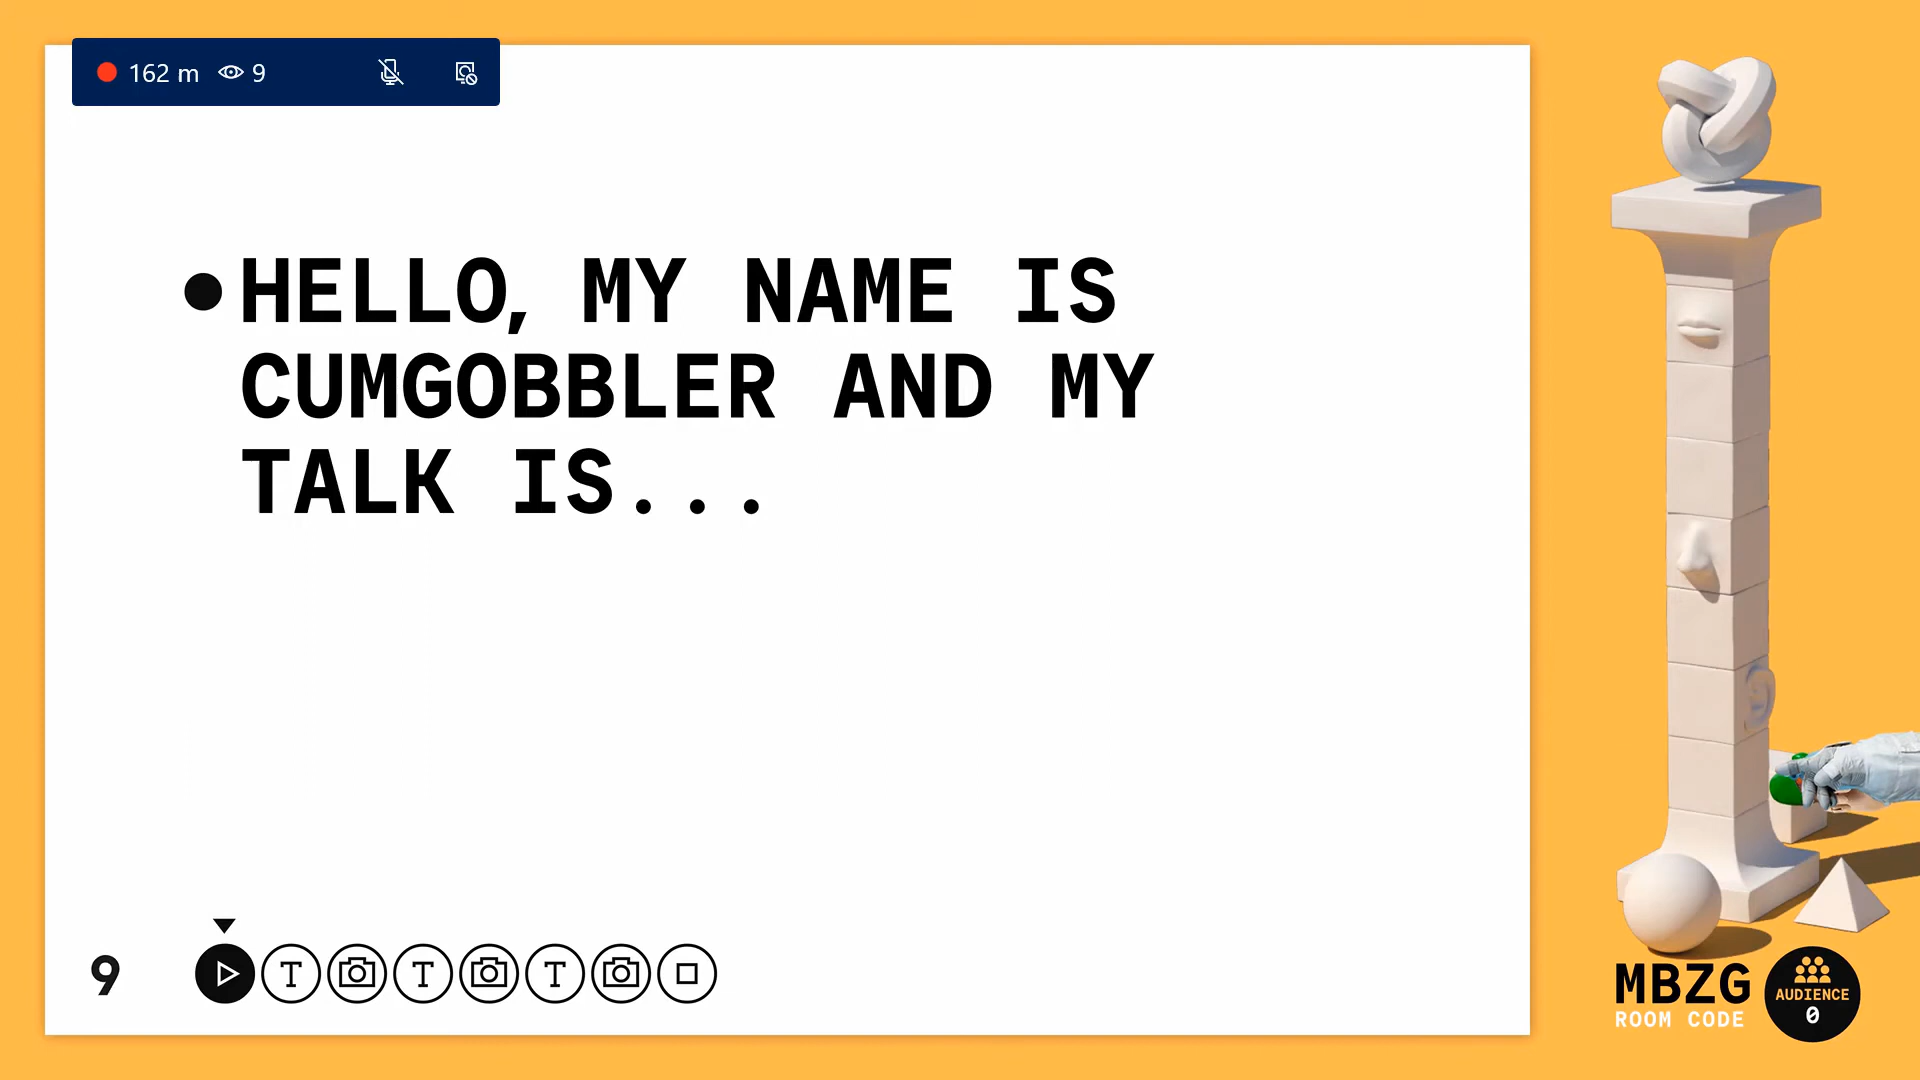 162 m 9
●HELLO, MY NAME IS
CUMGOBBLER AND MY
TALK IS...
9
T T T
MBZG
ROOM CODE
AUDIENCE
0